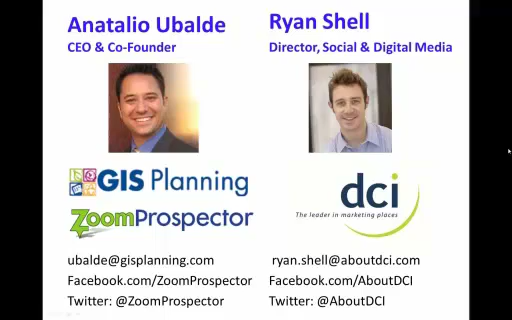 Anatalio Ubalde
CEO & Co-Founder
GIS Planning
ZoomProspector
ubalde@gisplanning.com
Facebook.com/ZoomProspector
Twitter: @ZoomProspector
Ryan Shell
Director, Social & Digital Media
dci
The leader in marketing places
ryan.shell@aboutdci.com
Facebook.com/AboutDCI
Twitter: @AboutDCI